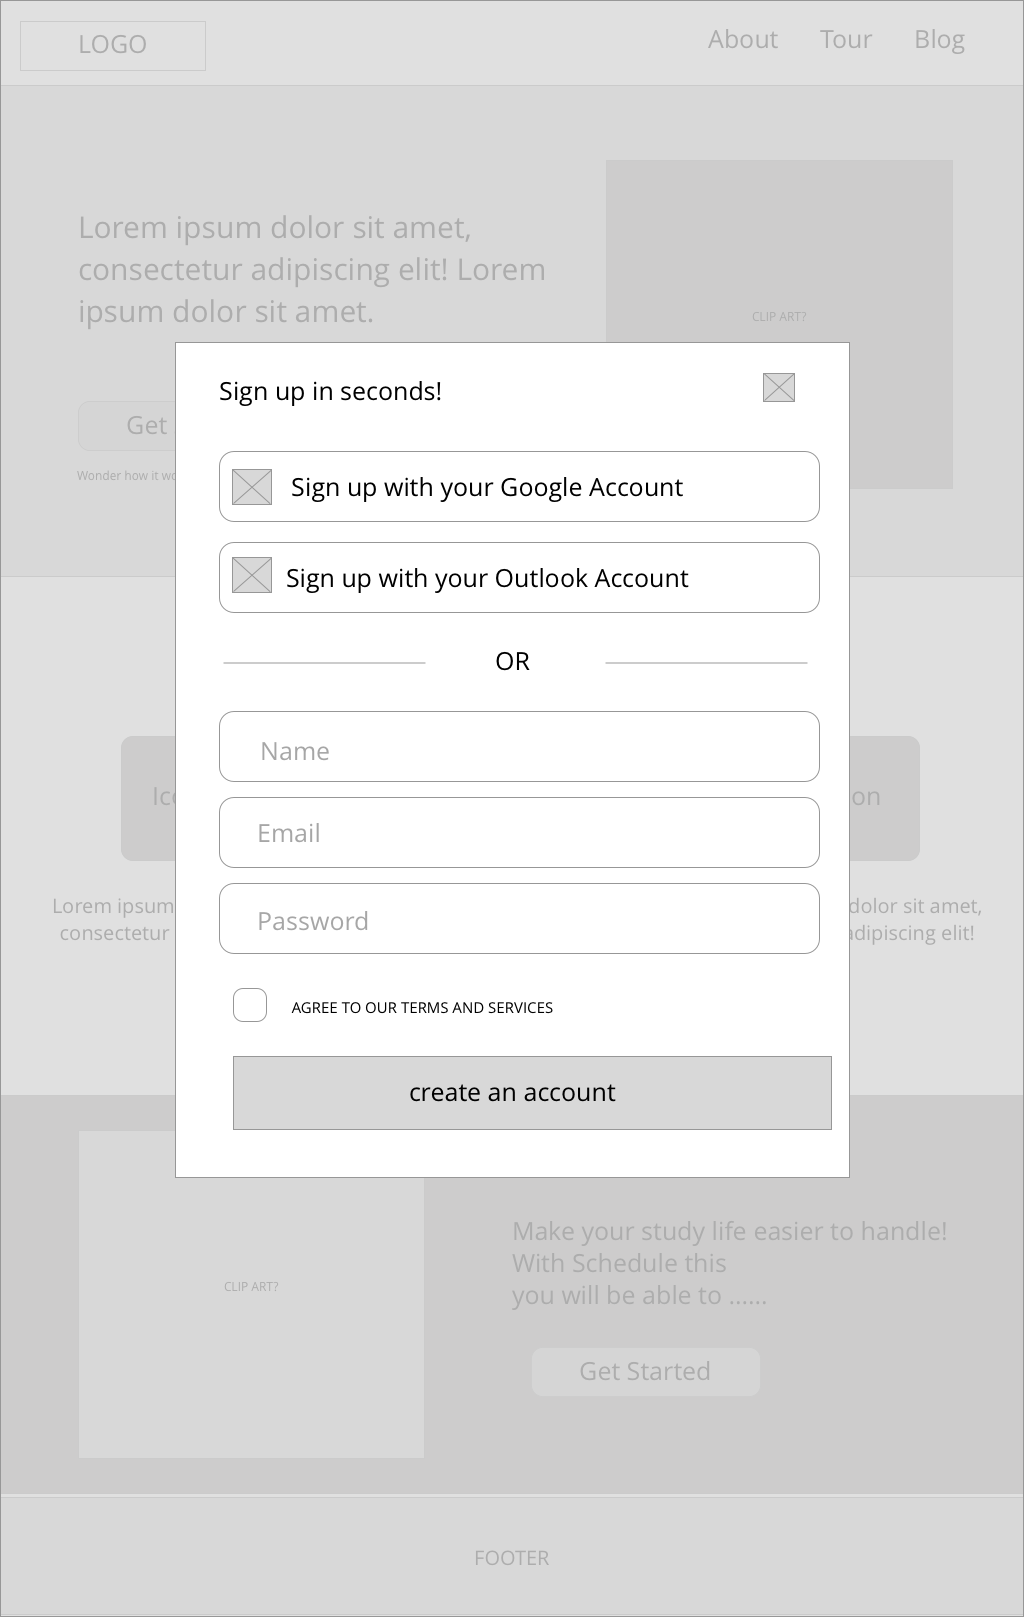 LOGO
About Tour Blog
Lorem ipsum dolor sit amet,
consectetur adipiscing elit! Lorem
ipsum dolor sit amet.
CLIP ART?
Get
Wonder how it
Sign up in seconds!
Sign up with your Google Account
Sign up with your Outlook Account
OR
Name
Email
Password
AGREE TO OUR TERMS AND SERVICES
create an account
Lorem ipsum
consectetur
dolor sit amet,
adipiscing elit!
CLIP ART?
Make your study life easier to handle!
With Schedule this
you will be able to ......
Get Started
FOOTER